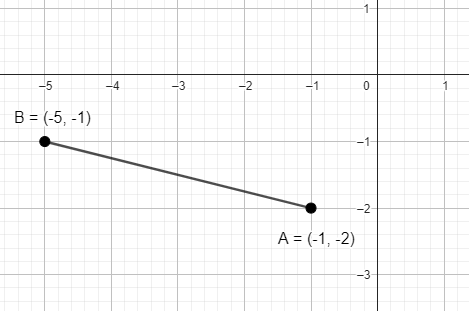 1
–5 –4 –3 –2 –1 0 1
B = (-5, -1)
–1
–2
A = (-1, -2)
–3